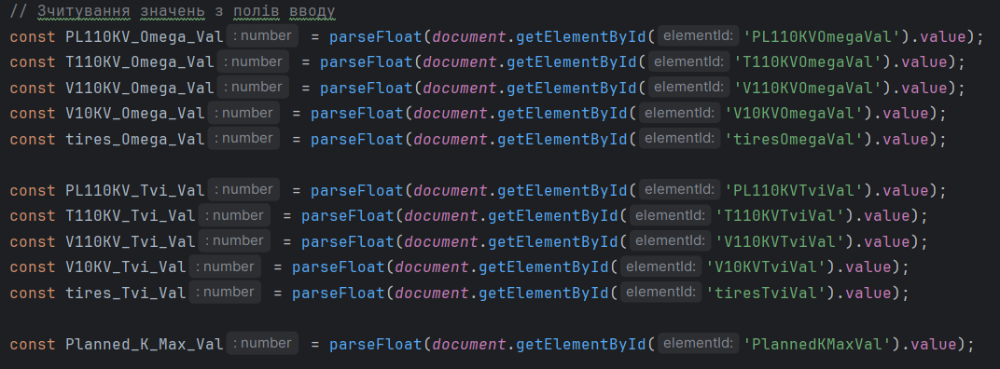 // Зчитування значень з полів вводу
const PL110KV_Omega_Val : number = parseFloat(document.getElementById( elementId: 'PL110KVOmegaVal').value);
const T110KV_Omega_Val : number = parseFloat(document.getElementById( elementId: 'T110KVOmegaVal').value);
const V110KV_Omega_Val : number = parseFloat(document.getElementById( elementId: 'V110KVOmegaVal').value);
const V10KV_Omega_Val : number = parseFloat(document.getElementById( elementId: 'V10KVOmegaVal').value);
const tires_Omega_Val : number = parseFloat(document.getElementById( elementId: 'tiresOmegaVal').value);
const PL110KV_Tvi_Val : number = parseFloat(document.getElementById( elementId: 'PL110KVTviVal').value);
const T110KV_Tvi_Val : number = parseFloat(document.getElementById( elementId: 'T110KVTviVal').value);
const V110KV_Tvi_Val : number = parseFloat(document.getElementById( elementId: 'V110KVTviVal').value);
const V10KV_Tvi_Val : number = parseFloat(document.getElementById( elementId: 'V10KVTviVal').value);
const tires_Tvi_Val : number = parseFloat(document.getElementById( elementId: 'tiresTviVal').value);
const Planned_K_Max_Val : number = parseFloat(document.getElementById( elementId: 'PlannedKMaxVal').value);